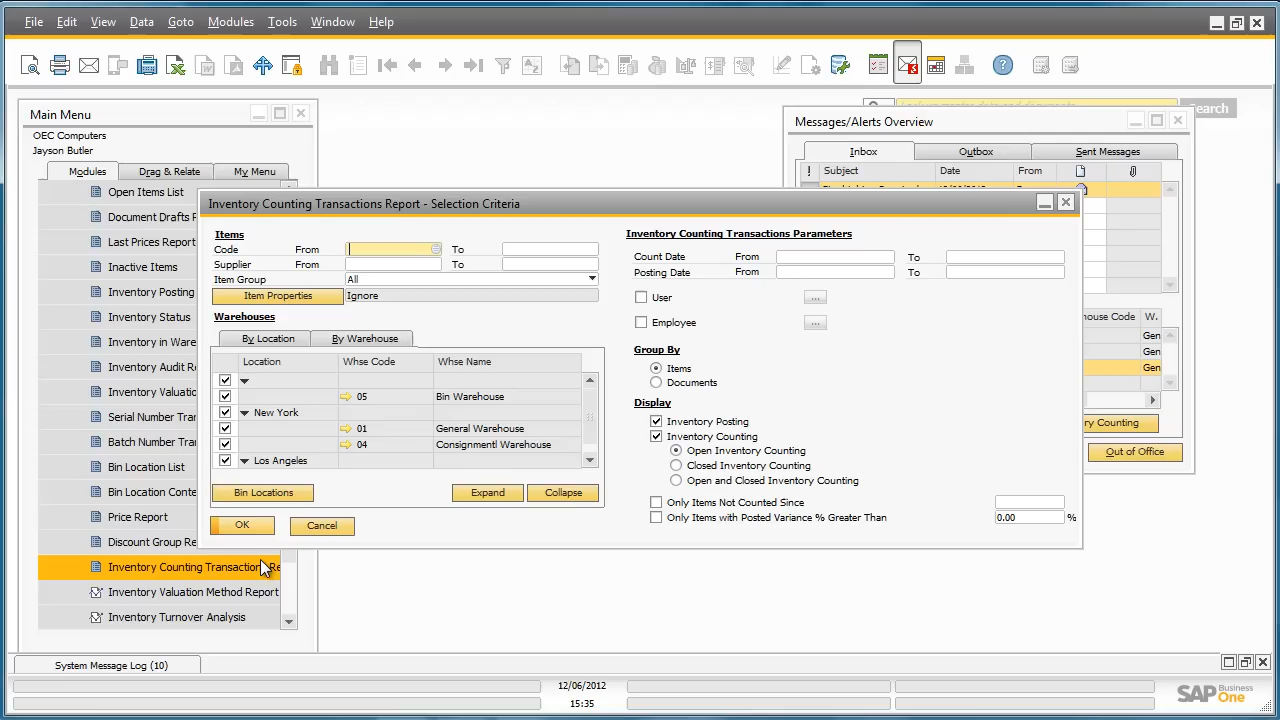 File Edit View Data Goto Modules Tools Window Help
Search
Main Menu
OEC Computers
Jayson Butler
Modules Drag & Relate My Menu
Open Items List
Document Drafts R
Last Prices Report
Inactive Items
Inventory Posting
Inventory Status
Inventory in Ware
Inventory Audit Re
Inventory Valuatio
Serial Number Tran
Batch Number Tran
Bin Location List
Bin Location Conte
Price Report
Discount Group Re
Inventory Counting Transaction Re
Inventory Valuation Method Report
Inventory Turnover Analysis
Messages/Alerts Overview
Inbox Outbox Sent Messages
! Subject Date From
house Code W.
Gen
Gen
Gen
ry Counting
Out of Office
Inventory Counting Transactions Report - Selection Criteria
Items
Code From To
Supplier From To
Item Group All
Item Properties Ignore
Warehouses
By Location By Warehouse
Location Whse Code Whse Name
05 Bin Warehouse
New York
01 General Warehouse
04 Consignmentl Warehouse
Los Angeles
Bin Locations Expand Collapse
OK Cancel
Inventory Counting Transactions Parameters
Count Date From To
Posting Date From To
User ...
Employee ...
Group By
Items
Documents
Display
Inventory Posting
Inventory Counting
Open Inventory Counting
Closed Inventory Counting
Open and Closed Inventory Counting
Only Items Not Counted Since
Only Items with Posted Variance % Greater Than 0.00 %
System Message Log (10)
12/06/2012
15:35
SAP Business One